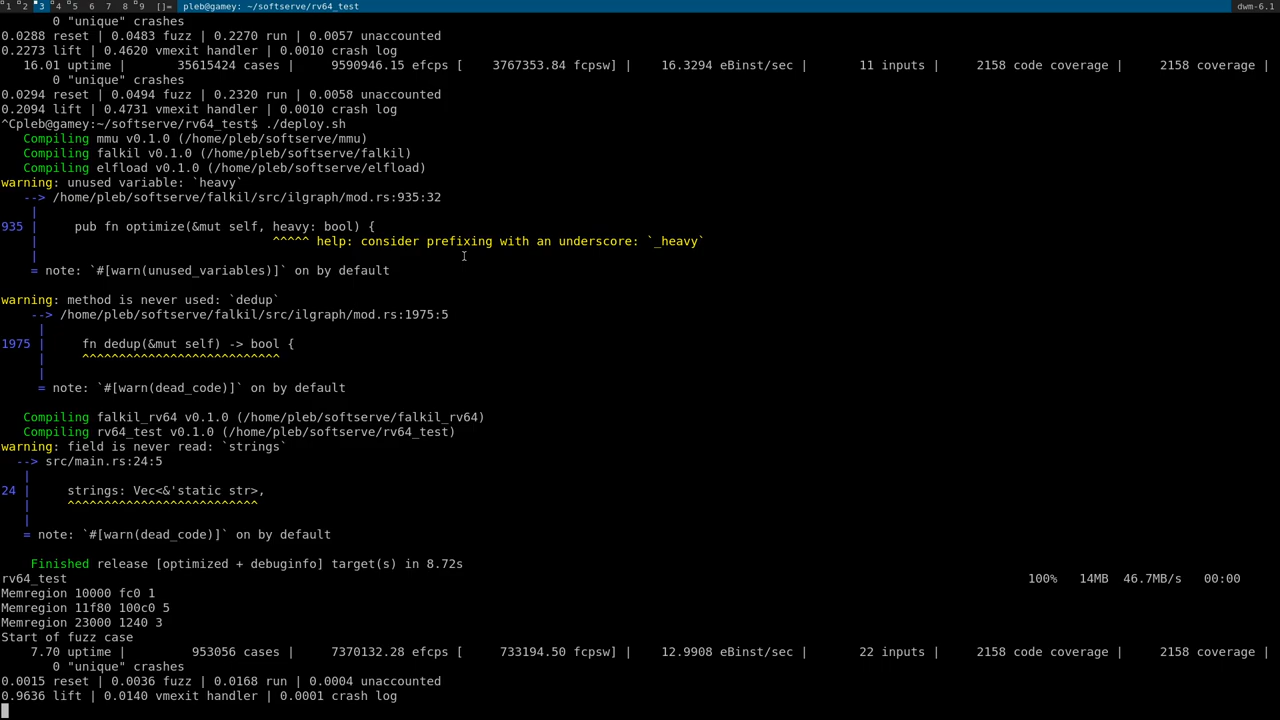 1 2 3 4 5 6 7 8 9 []= pleb@gamey: ~/softserve/rv64_test dwm-6.1
0 "unique" crashes
0.0288 reset | 0.0483 fuzz | 0.2270 run | 0.0057 unaccounted
0.2273 lift | 0.4620 vmexit handler | 0.0010 crash log
16.01 uptime | 35615424 cases | 9590946.15 efcps [ 3767353.84 fcpsw] | 16.3294 eBinst/sec | 11 inputs | 2158 code coverage | 2158 coverage |
0 "unique" crashes
0.0294 reset | 0.0494 fuzz | 0.2320 run | 0.0058 unaccounted
0.2094 lift | 0.4731 vmexit handler | 0.0010 crash log
^Cpleb@gamey:~/softserve/rv64_test$ ./deploy.sh
Compiling mmu v0.1.0 (/home/pleb/softserve/mmu)
Compiling falkil v0.1.0 (/home/pleb/softserve/falkil)
Compiling elfload v0.1.0 (/home/pleb/softserve/elfload)
warning: unused variable: `heavy`
--> /home/pleb/softserve/falkil/src/ilgraph/mod.rs:935:32
|
935 | pub fn optimize(&mut self, heavy: bool) {
| ^^^^^ help: consider prefixing with an underscore: `_heavy`
|
= note: `#[warn(unused_variables)]` on by default
warning: method is never used: `dedup`
--> /home/pleb/softserve/falkil/src/ilgraph/mod.rs:1975:5
|
1975 | fn dedup(&mut self) -> bool {
| ^^^^^^^^^^^^^^^^^^^^^^^^^^^
|
= note: `#[warn(dead_code)]` on by default
Compiling falkil_rv64 v0.1.0 (/home/pleb/softserve/falkil_rv64)
Compiling rv64_test v0.1.0 (/home/pleb/softserve/rv64_test)
warning: field is never read: `strings`
--> src/main.rs:24:5
|
24 | strings: Vec<&'static str>,
| ^^^^^^^^^^^^^^^^^^^^^^^^^^
|
= note: `#[warn(dead_code)]` on by default
Finished release [optimized + debuginfo] target(s) in 8.72s
rv64_test 100% 14MB 46.7MB/s 00:00
Memregion 10000 fc0 1
Memregion 11f80 100c0 5
Memregion 23000 1240 3
Start of fuzz case
7.70 uptime | 953056 cases | 7370132.28 efcps [ 733194.50 fcpsw] | 12.9908 eBinst/sec | 22 inputs | 2158 code coverage | 2158 coverage |
0 "unique" crashes
0.0015 reset | 0.0036 fuzz | 0.0168 run | 0.0004 unaccounted
0.9636 lift | 0.0140 vmexit handler | 0.0001 crash log